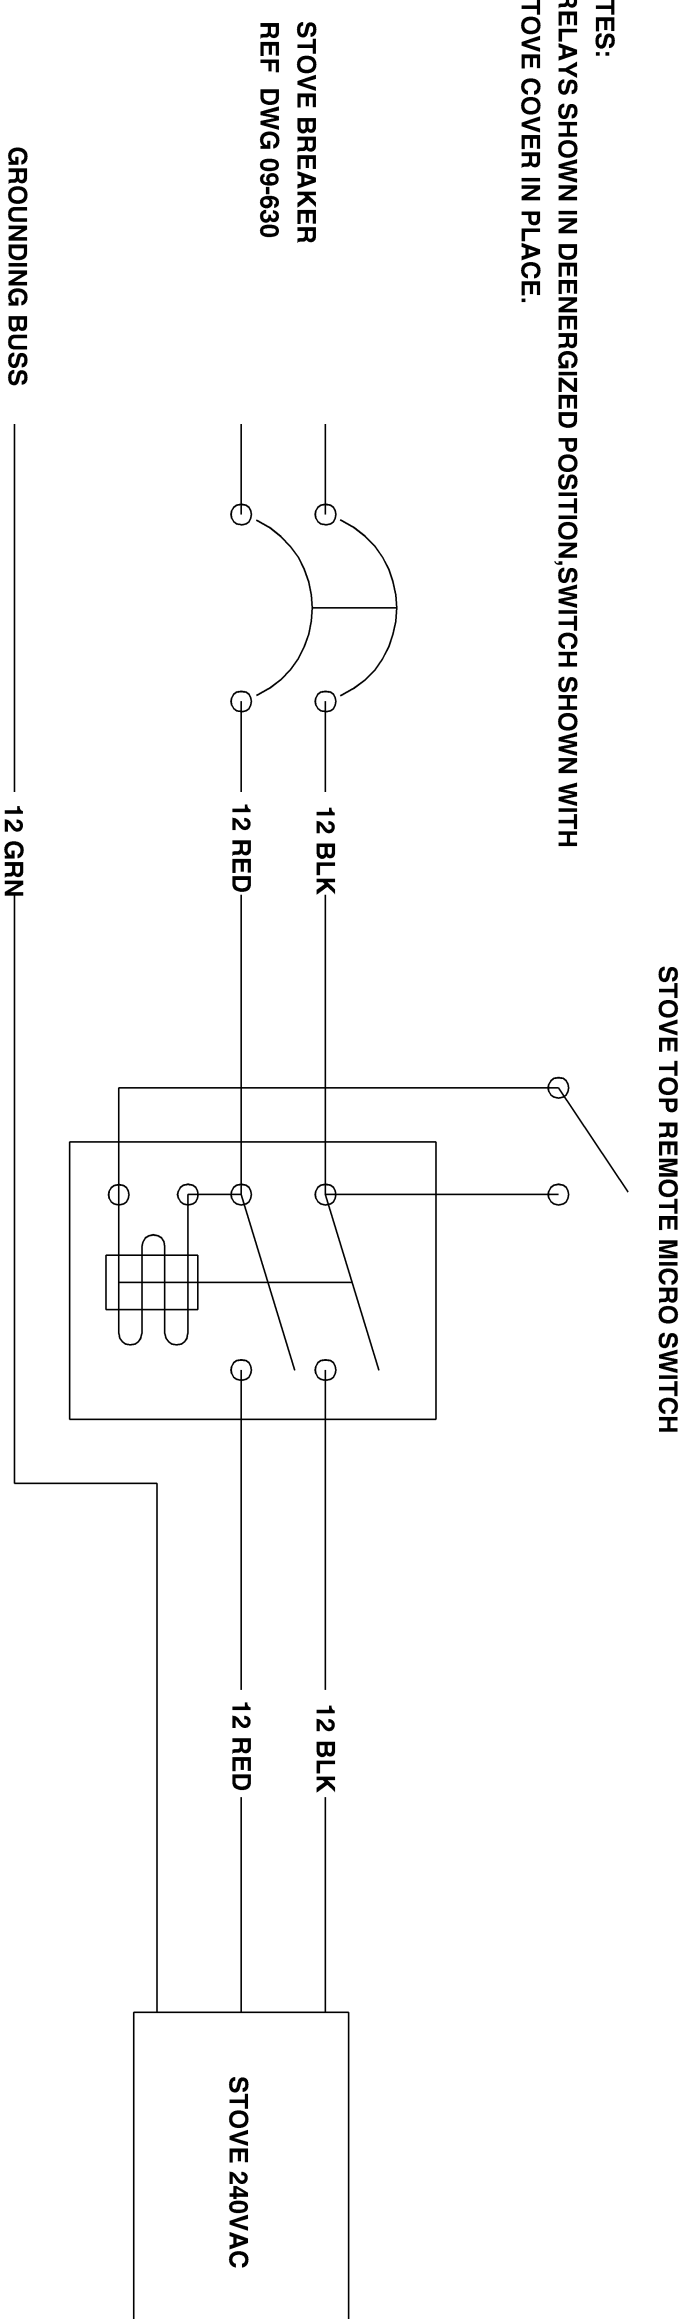 TES:
RELAYS SHOWN IN DEENERGIZED POSITION,SWITCH SHOWN WITH
TOVE COVER IN PLACE.
STOVE TOP REMOTE MICRO SWITCH
STOVE BREAKER
REF DWG 09-630
12 BLK
12 RED
12 BLK
12 RED
STOVE 240VAC
GROUNDING BUSS
12 GRN